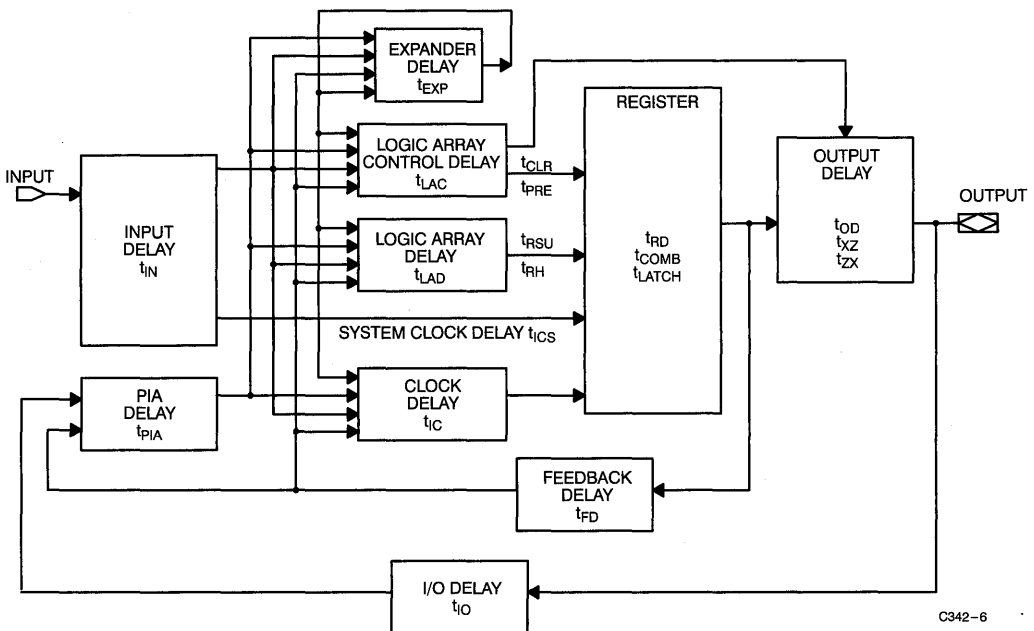 EXPANDER
DELAY
tEXP
REGISTER
LOGIC ARRAY
CONTROL DELAY
tLAC
tCLR
tPRE
OUTPUT
DELAY
tOD
tXZ
tZX
INPUT
OUTPUT
INPUT
DELAY
tIN
LOGIC ARRAY
DELAY
tLAD
tRSU
tRH
tRD
tCOMB
tLATCH
SYSTEM CLOCK DELAY tICS
PIA
DELAY
tPIA
CLOCK
DELAY
tIC
FEEDBACK
DELAY
tFD
I/O DELAY
tIO
C342-6